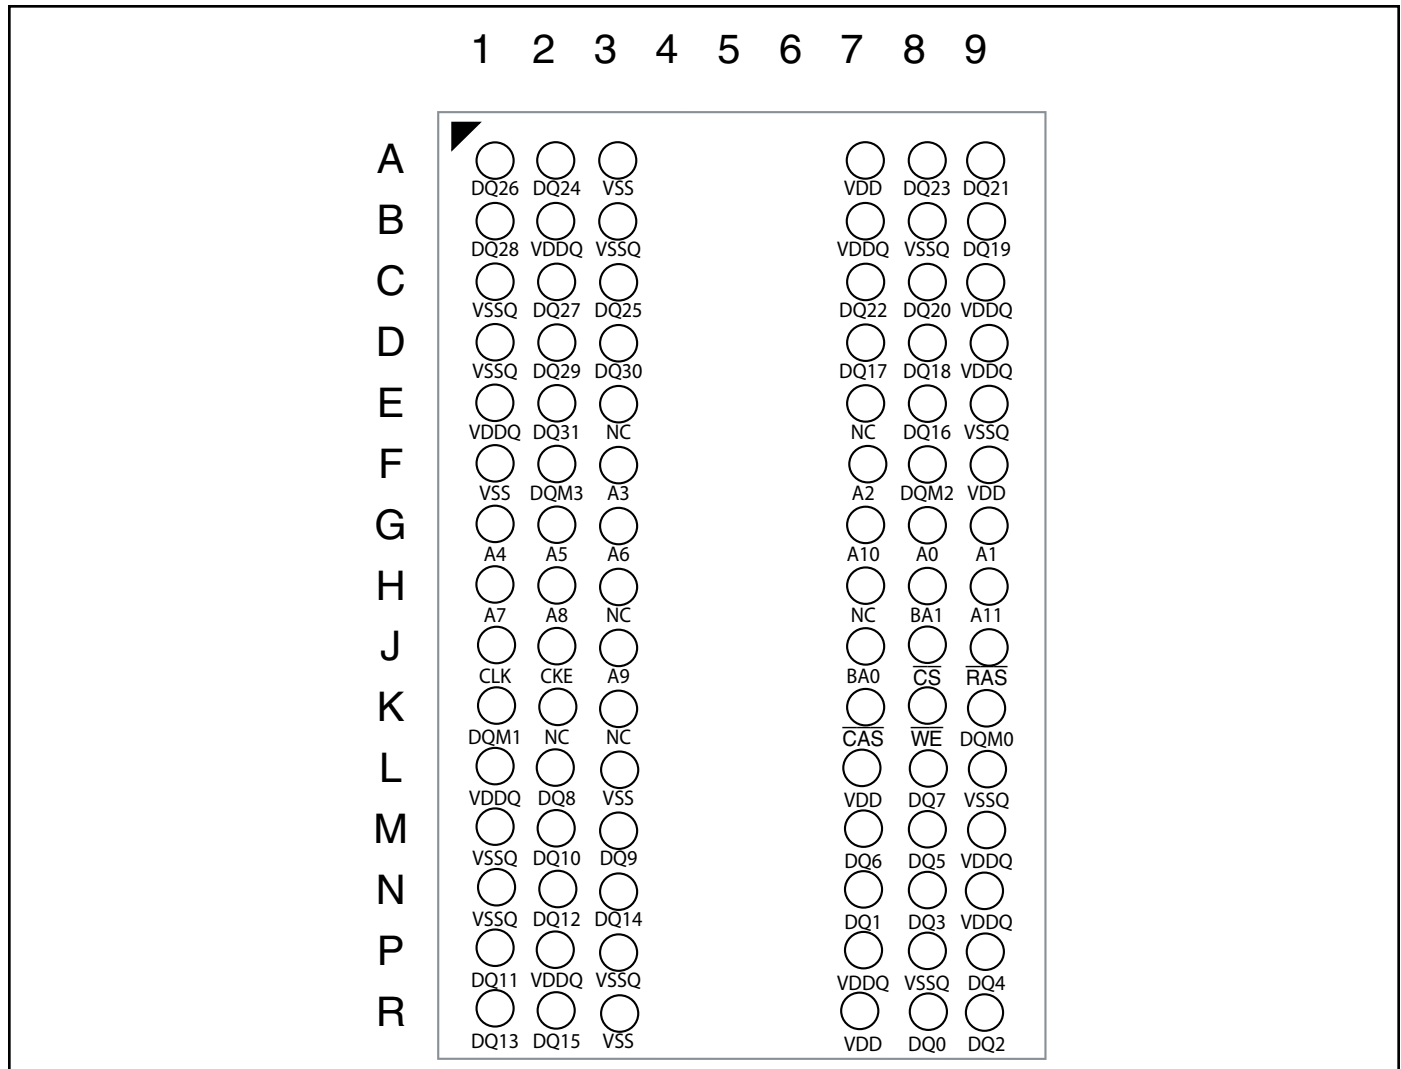 1 2 3 4 5 6 7 8 9
A
DQ26 DQ24 VSS VDD DQ23 DQ21
B
DQ28 VDDQ VSSQ VDDQ VSSQ DQ19
C
VSSQ DQ27 DQ25 DQ22 DQ20 VDDQ
D
VSSQ DQ29 DQ30 DQ17 DQ18 VDDQ
E
VDDQ DQ31 NC NC DQ16 VSSQ
F
VSS DQM3 A3 A2 DQM2 VDD
G
A4 A5 A6 A10 A0 A1
H
A7 A8 NC NC BA1 A11
J
CLK CKE A9 BA0 C̅S̅ R̅A̅S̅
K
DQM1 NC NC C̅A̅S̅ W̅E̅ DQM0
L
VDDQ DQ8 VSS VDD DQ7 VSSQ
M
VSSQ DQ10 DQ9 DQ6 DQ5 VDDQ
N
VSSQ DQ12 DQ14 DQ1 DQ3 VDDQ
P
DQ11 VDDQ VSSQ VDDQ VSSQ DQ4
R
DQ13 DQ15 VSS VDD DQ0 DQ2